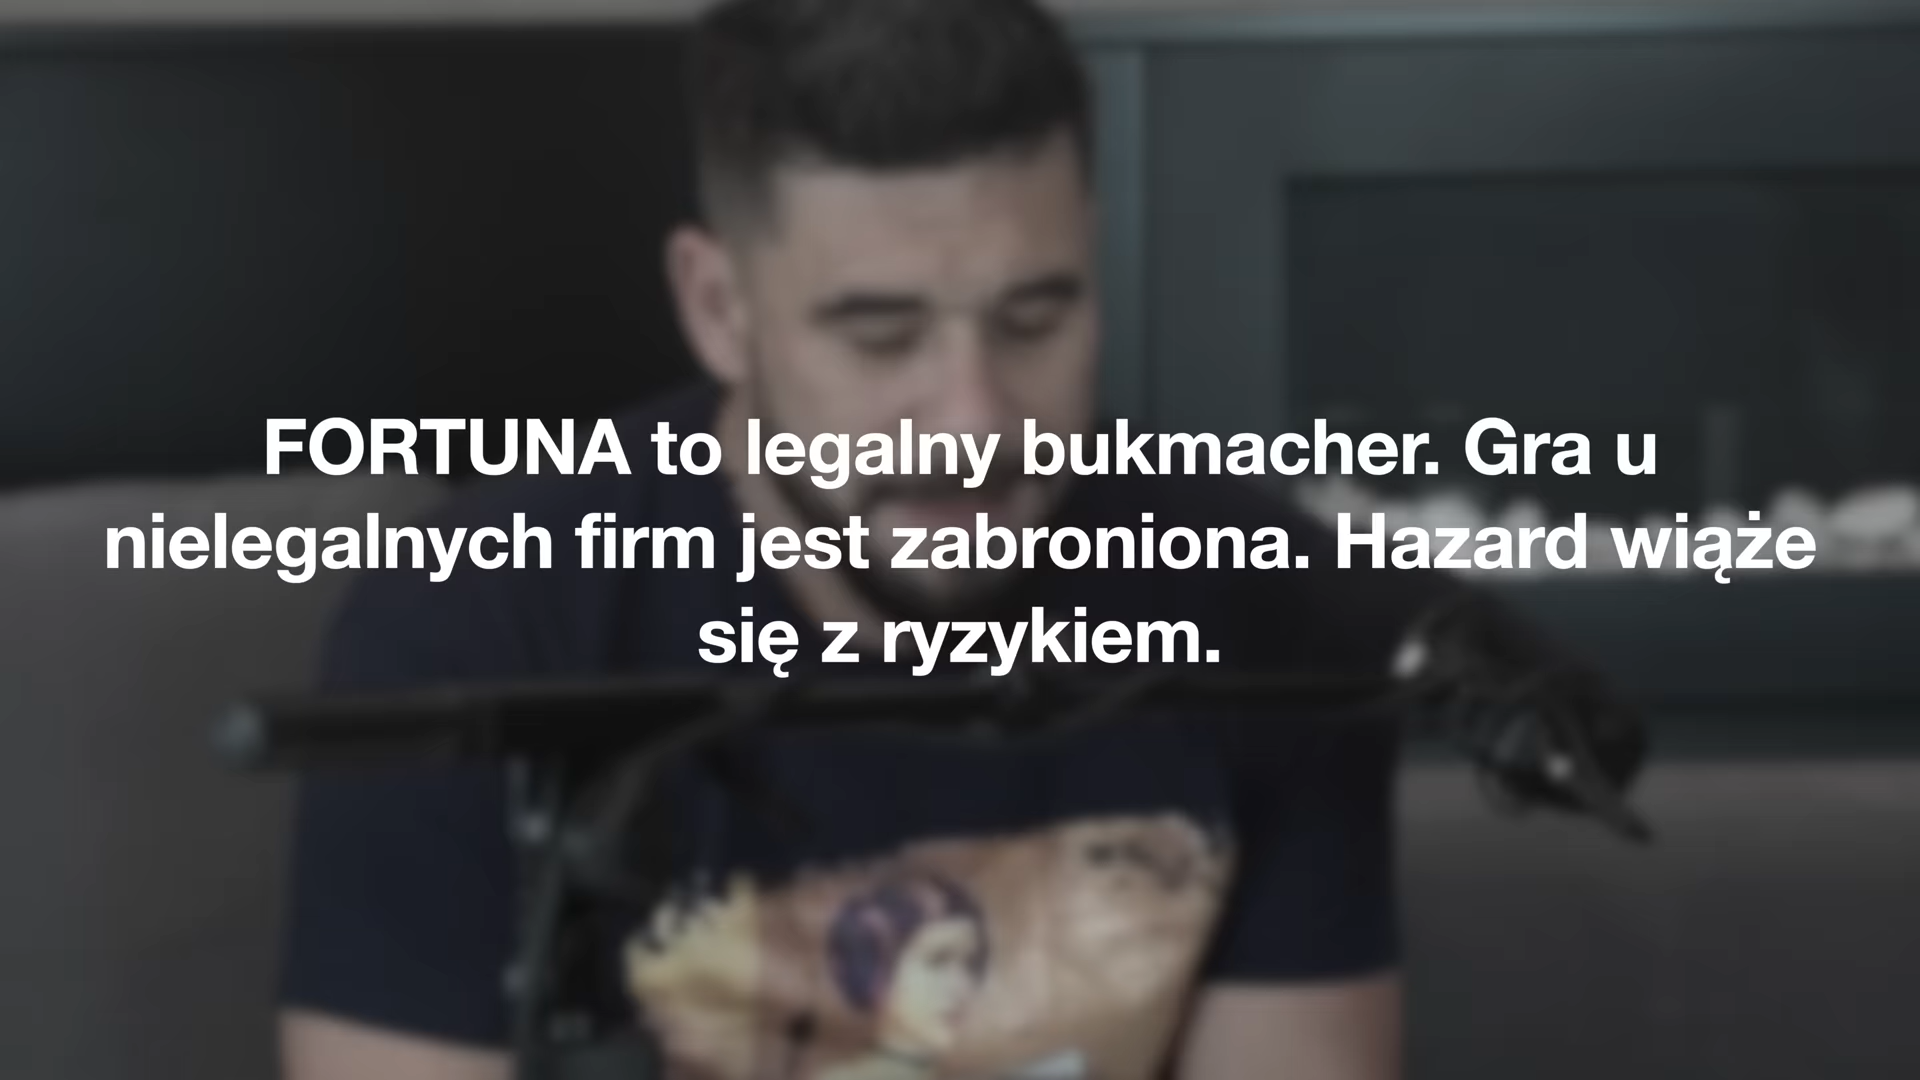 FORTUNA to legalny bukmacher. Gra u
nielegalnych firm jest zabroniona. Hazard wiąże
się z ryzykiem.